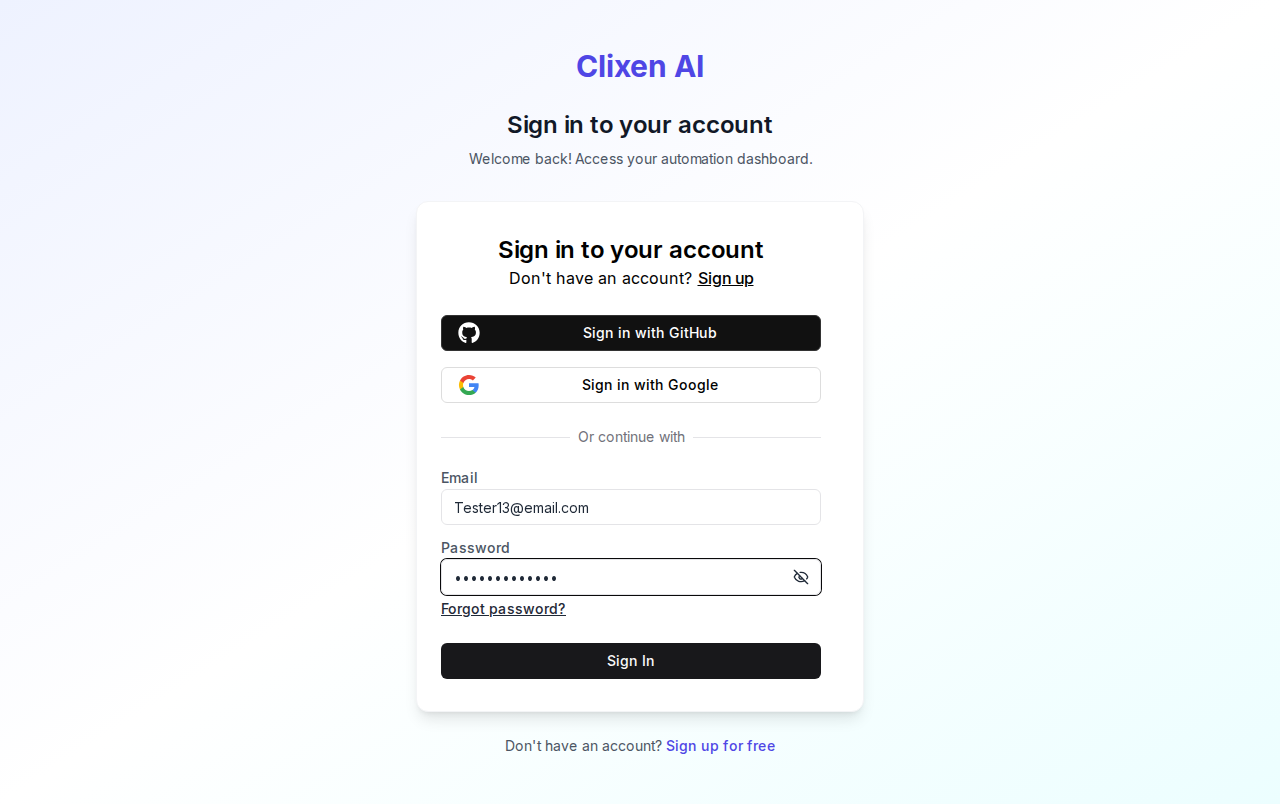 Clixen AI
Sign in to your account
Welcome back! Access your automation dashboard.
Sign in to your account
Don't have an account? Sign up
Sign in with GitHub
Sign in with Google
Or continue with
Email
Tester13@email.com
Password
•••••••••••••
Forgot password?
Sign In
Don't have an account? Sign up for free